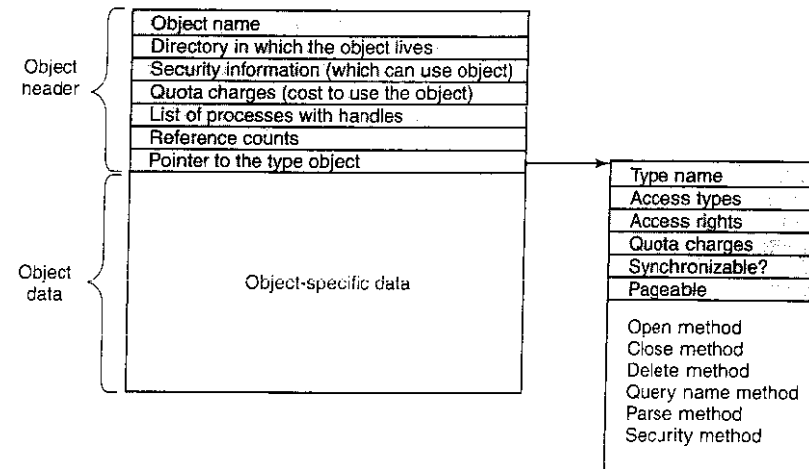 Object name
Directory in which the object lives
Security information (which can use object)
Quota charges (cost to use the object)
List of processes with handles
Reference counts
Pointer to the type object
Object
header
Object
data
Object-specific data
Type name
Access types
Access rights
Quota charges
Synchronizable?
Pageable
Open method
Close method
Delete method
Query name method
Parse method
Security method